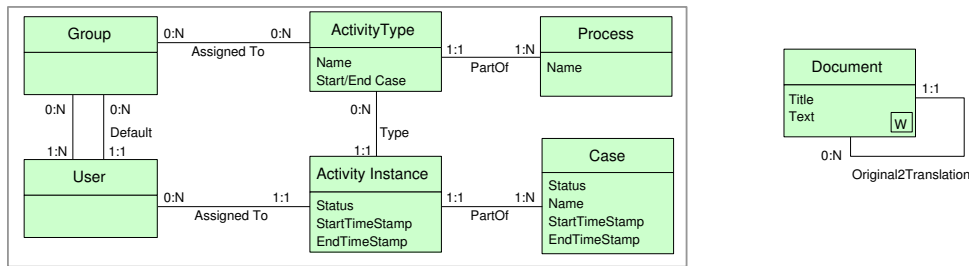 Group
0:N
0:N
Assigned To
ActivityType
Name
Start/End Case
1:1
1:N
PartOf
Process
Name
0:N
0:N
Default
1:N
1:1
0:N
Type
1:1
User
0:N
1:1
Assigned To
Activity Instance
Status
StartTimeStamp
EndTimeStamp
1:1
1:N
PartOf
Case
Status
Name
StartTimeStamp
EndTimeStamp
Document
Title
Text
W
1:1
0:N
Original2Translation